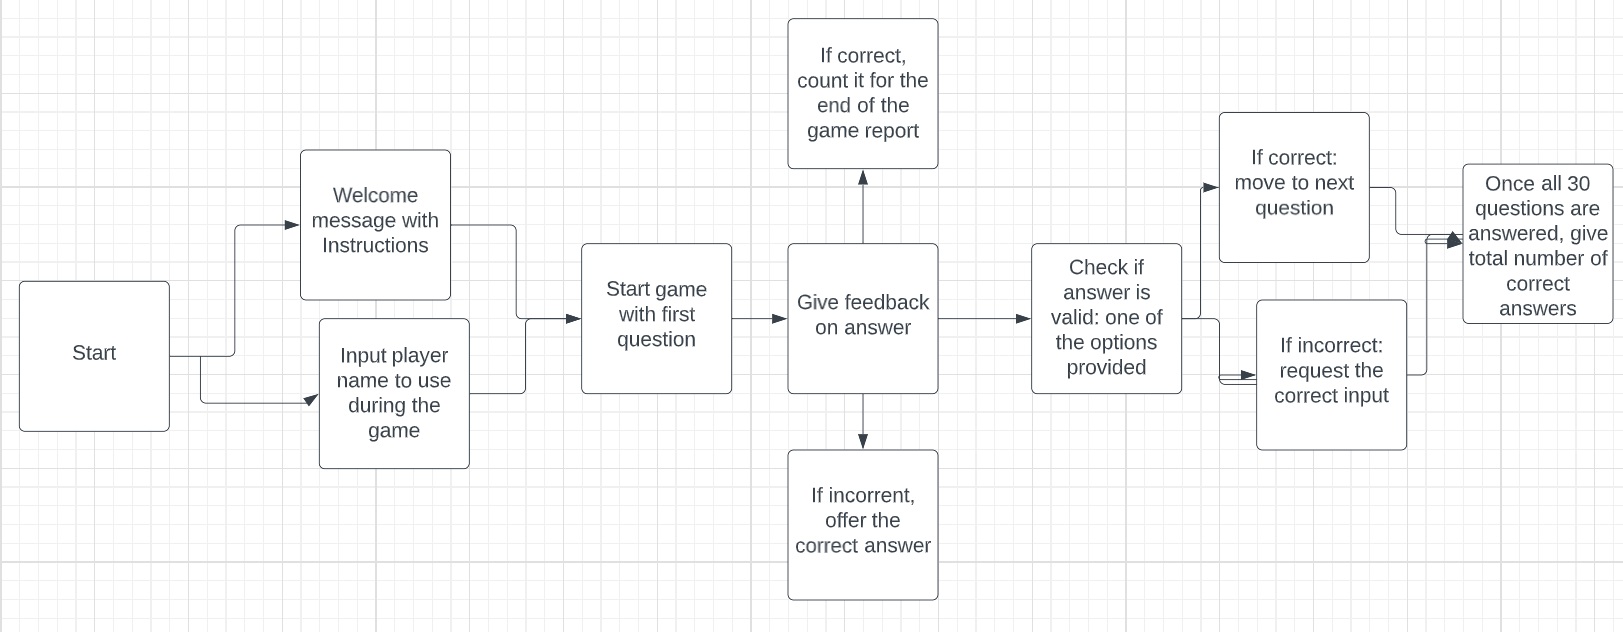 Start
Welcome
message with
Instructions
Input player
name to use
during the
game
Start game
with first
question
If correct,
count it for the
end of the
game report
Give feedback
on answer
If incorrent,
offer the
correct answer
Check if
answer is
valid: one of
the options
provided
If correct:
move to next
question
If incorrect:
request the
correct input
Once all 30
questions are
answered, give
total number of
correct
answers